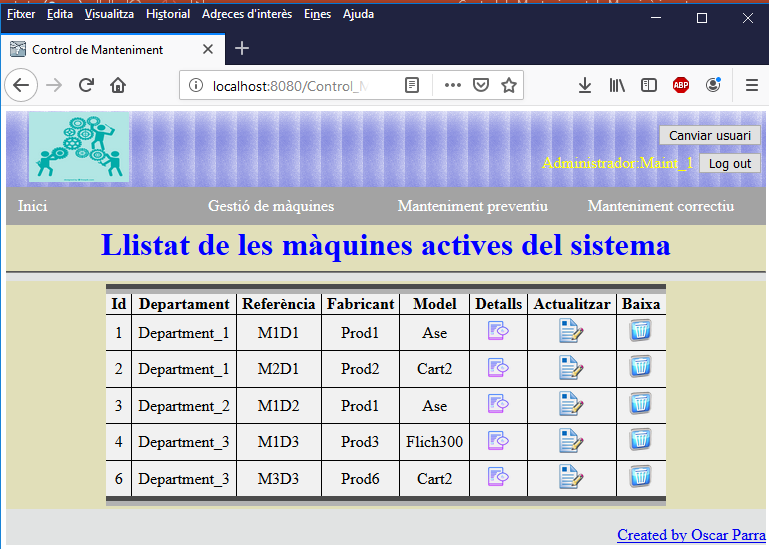 Fitxer Edita Visualitza Historial Adreces d'interès Eines Ajuda
Control de Manteniment
localhost:8080/Control_M
ABP
Canviar usuari
Administrador:Maint_1 Log out
Inici Gestió de màquines Manteniment preventiu Manteniment correctiu
Llistat de les màquines actives del sistema
Id Departament Referència Fabricant Model Detalls Actualitzar Baixa
1 Department_1 M1D1 Prod1 Ase
2 Department_1 M2D1 Prod2 Cart2
3 Department_2 M1D2 Prod1 Ase
4 Department_3 M1D3 Prod3 Flich300
6 Department_3 M3D3 Prod6 Cart2
Created by Oscar Parra